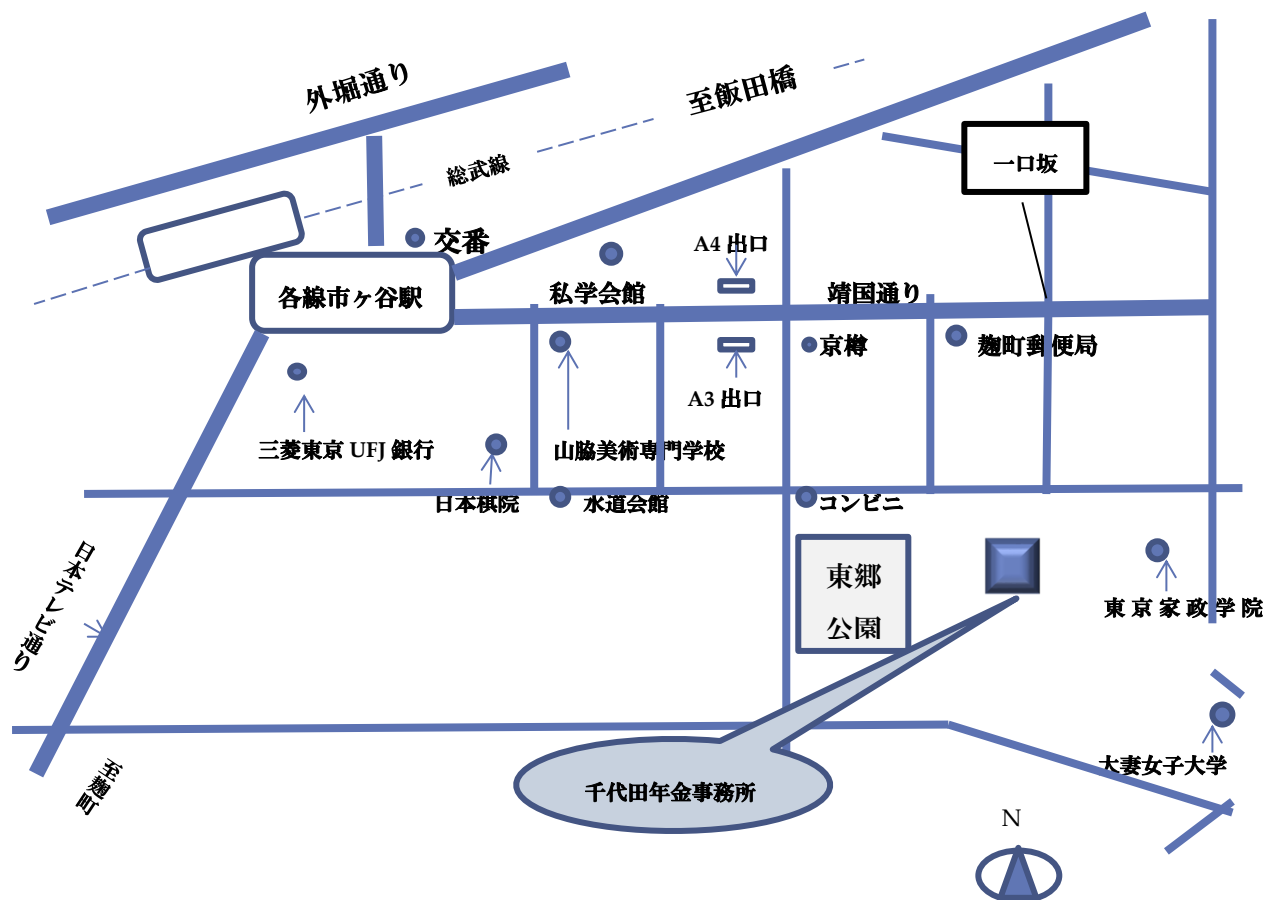 外堀通り
至飯田橋
総武線
一口坂
交番
A4 出口
各線市ヶ谷駅
私学会館
靖国通り
京樽
麹町郵便局
A3 出口
三菱東京 UFJ 銀行
山脇美術専門学校
日本棋院
水道会館
コンビニ
日本テレビ通り
東郷
公園
東京家政学院
大妻女子大学
至麹町
千代田年金事務所
N